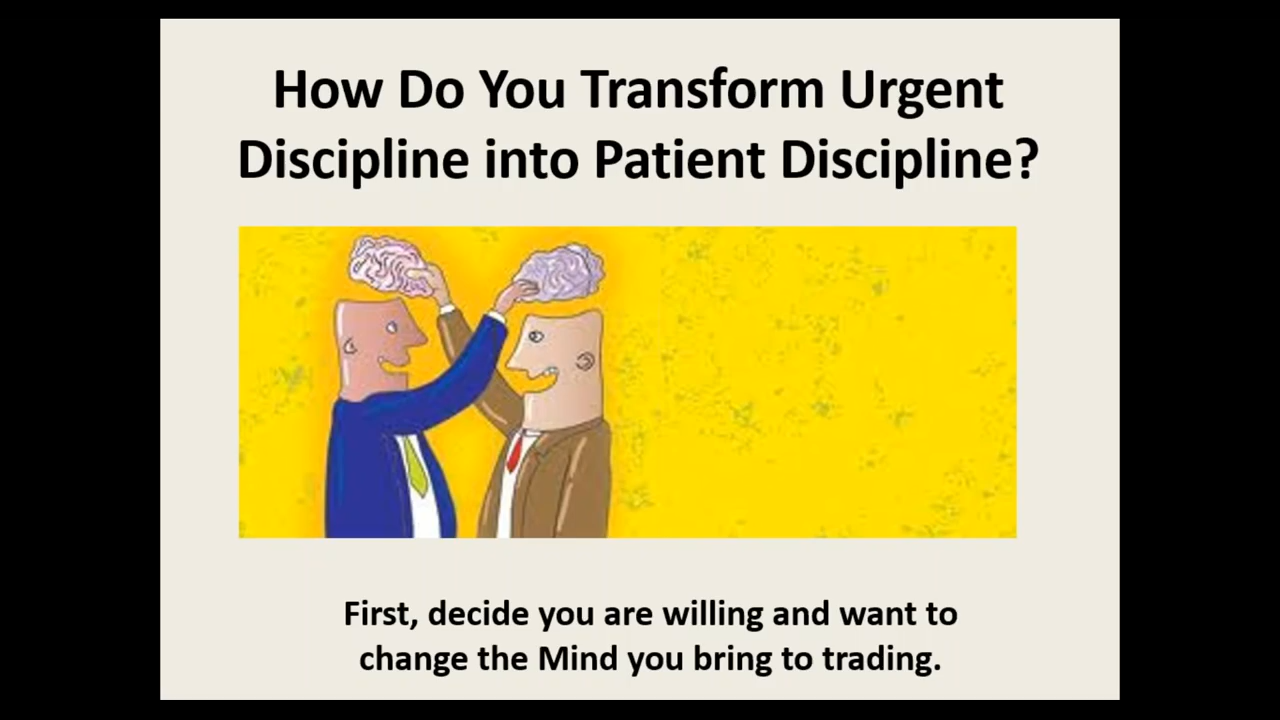 How Do You Transform Urgent
Discipline into Patient Discipline?
First, decide you are willing and want to
change the Mind you bring to trading.